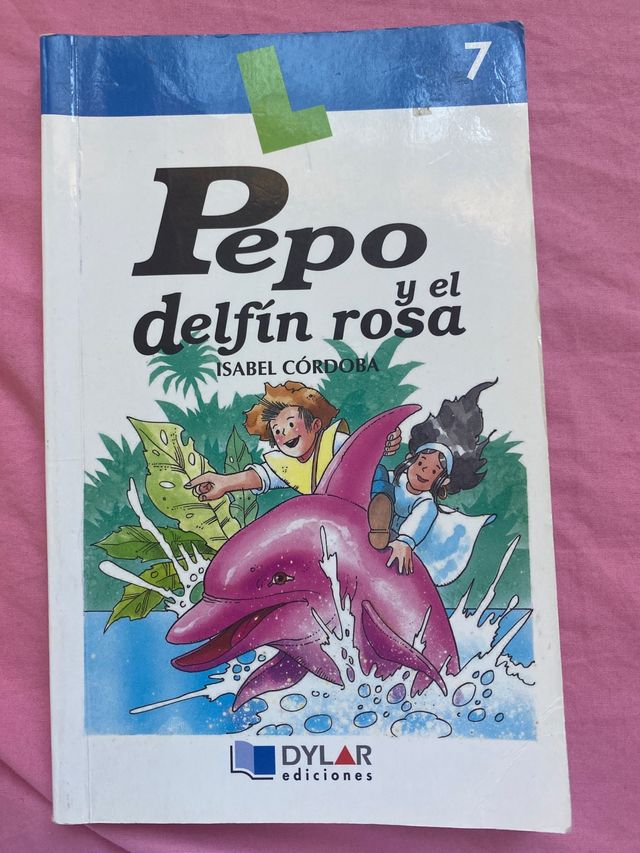 7
Pepo
y el
delfín rosa
ISABEL CÓRDOBA
DYLAR
ediciones